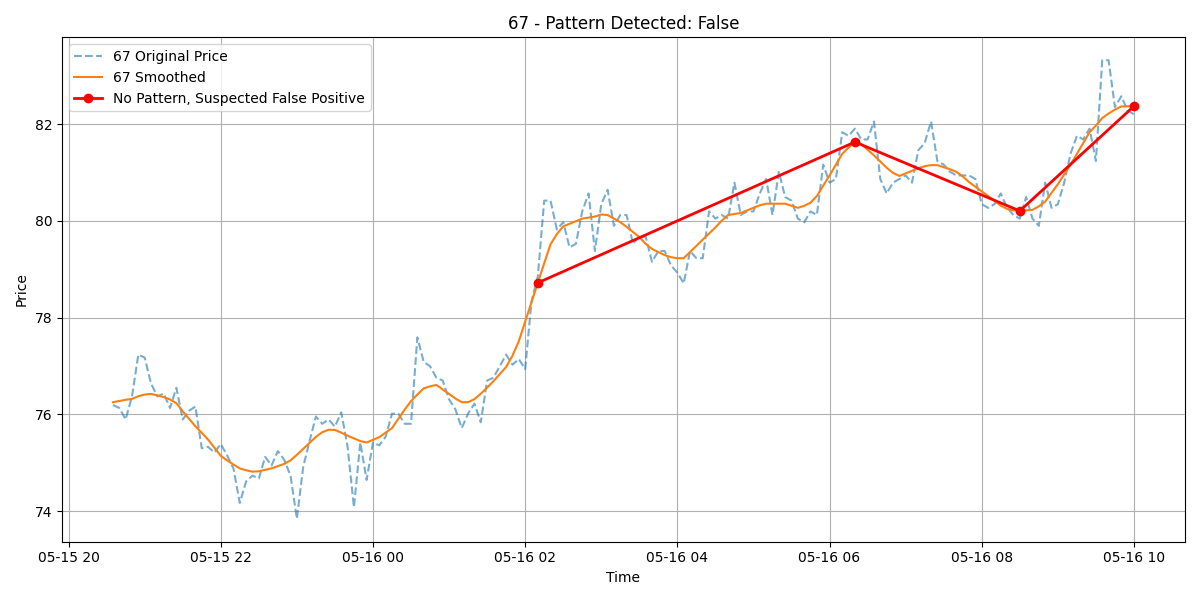 67 - Pattern Detected: False
67 Original Price
67 Smoothed
No Pattern, Suspected False Positive
Price
82
80
78
76
74
05-15 20
05-15 22
05-16 00
05-16 02
05-16 04
05-16 06
05-16 08
05-16 10
Time